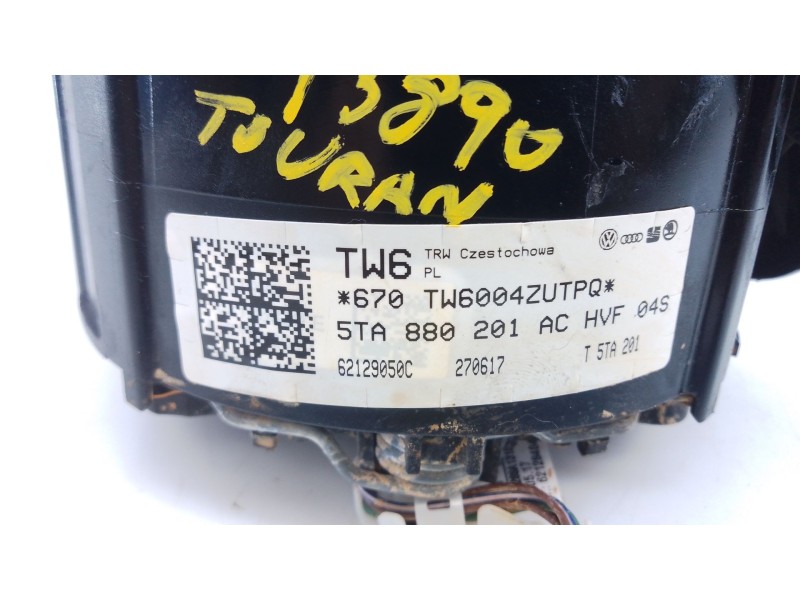 13890
TOURAN
TW6 TRW Czestochowa
PL
*670 TW6004ZUTPQ*
5TA 880 201 AC HVF 04S
62129050C 270617 T 5TA 201